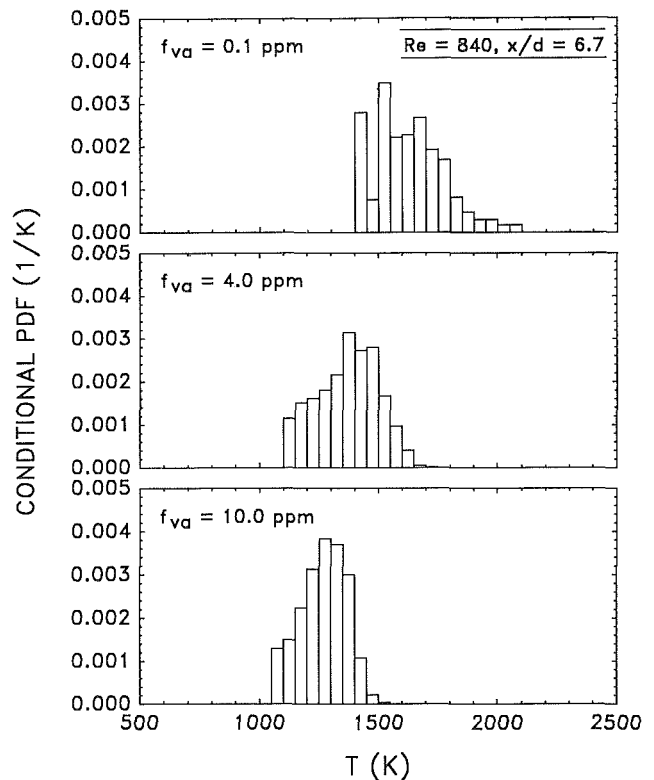 0.005
f_va = 0.1 ppm
Re = 840, x/d = 6.7
0.004
0.003
0.002
0.001
0.000
0.005
f_va = 4.0 ppm
0.004
0.003
0.002
0.001
0.000
0.005
f_va = 10.0 ppm
0.004
0.003
0.002
0.001
0.000
500 1000 1500 2000 2500
T (K)
CONDITIONAL PDF (1/K)